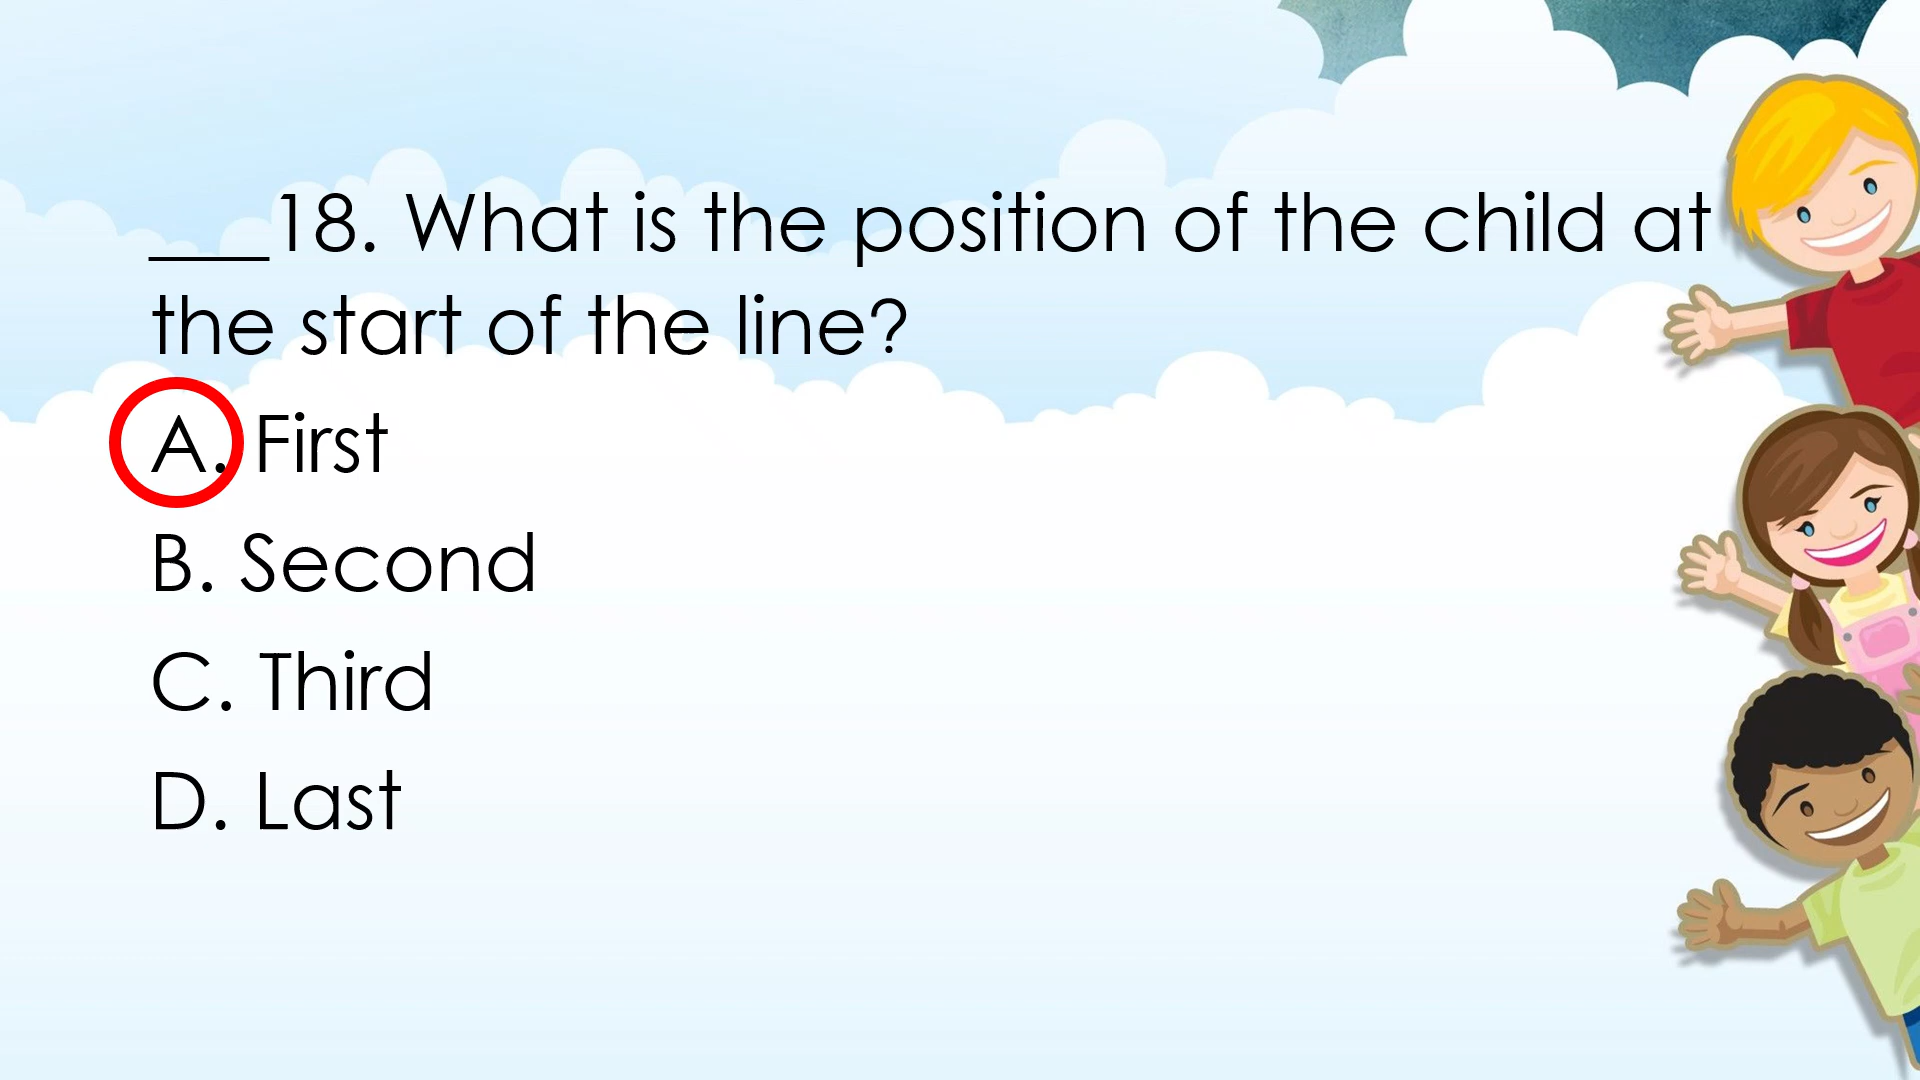 ___18. What is the position of the child at
the start of the line?
A. First
B. Second
C. Third
D. Last